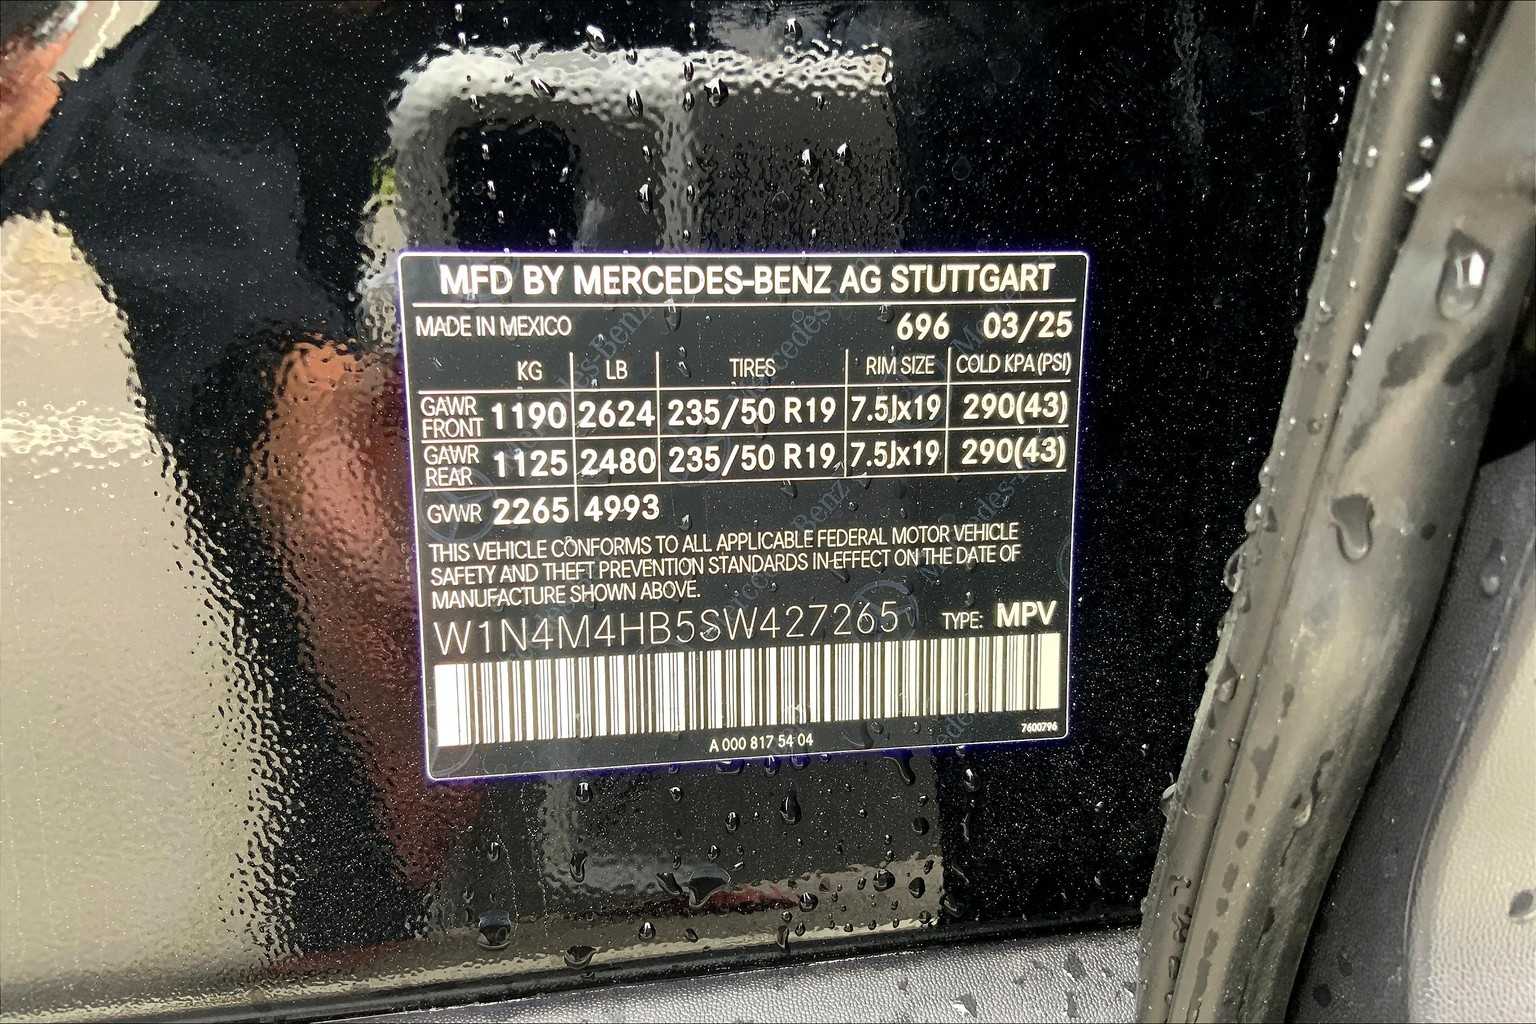 MFD BY MERCEDES-BENZ AG STUTTGART
MADE IN MEXICO 696 03/25
KG LB TIRES RIM SIZE COLD KPA(PSI)
GAWR FRONT 1190 2624 235/50 R19 7.5Jx19 290(43)
GAWR REAR 1125 2480 235/50 R19 7.5Jx19 290(43)
GVWR 2265 4993
THIS VEHICLE CONFORMS TO ALL APPLICABLE FEDERAL MOTOR VEHICLE
SAFETY AND THEFT PREVENTION STANDARDS IN EFFECT ON THE DATE OF
MANUFACTURE SHOWN ABOVE.
W1N4M4HB5SW427265 TYPE: MPV
A 000 817 54 04
7600796